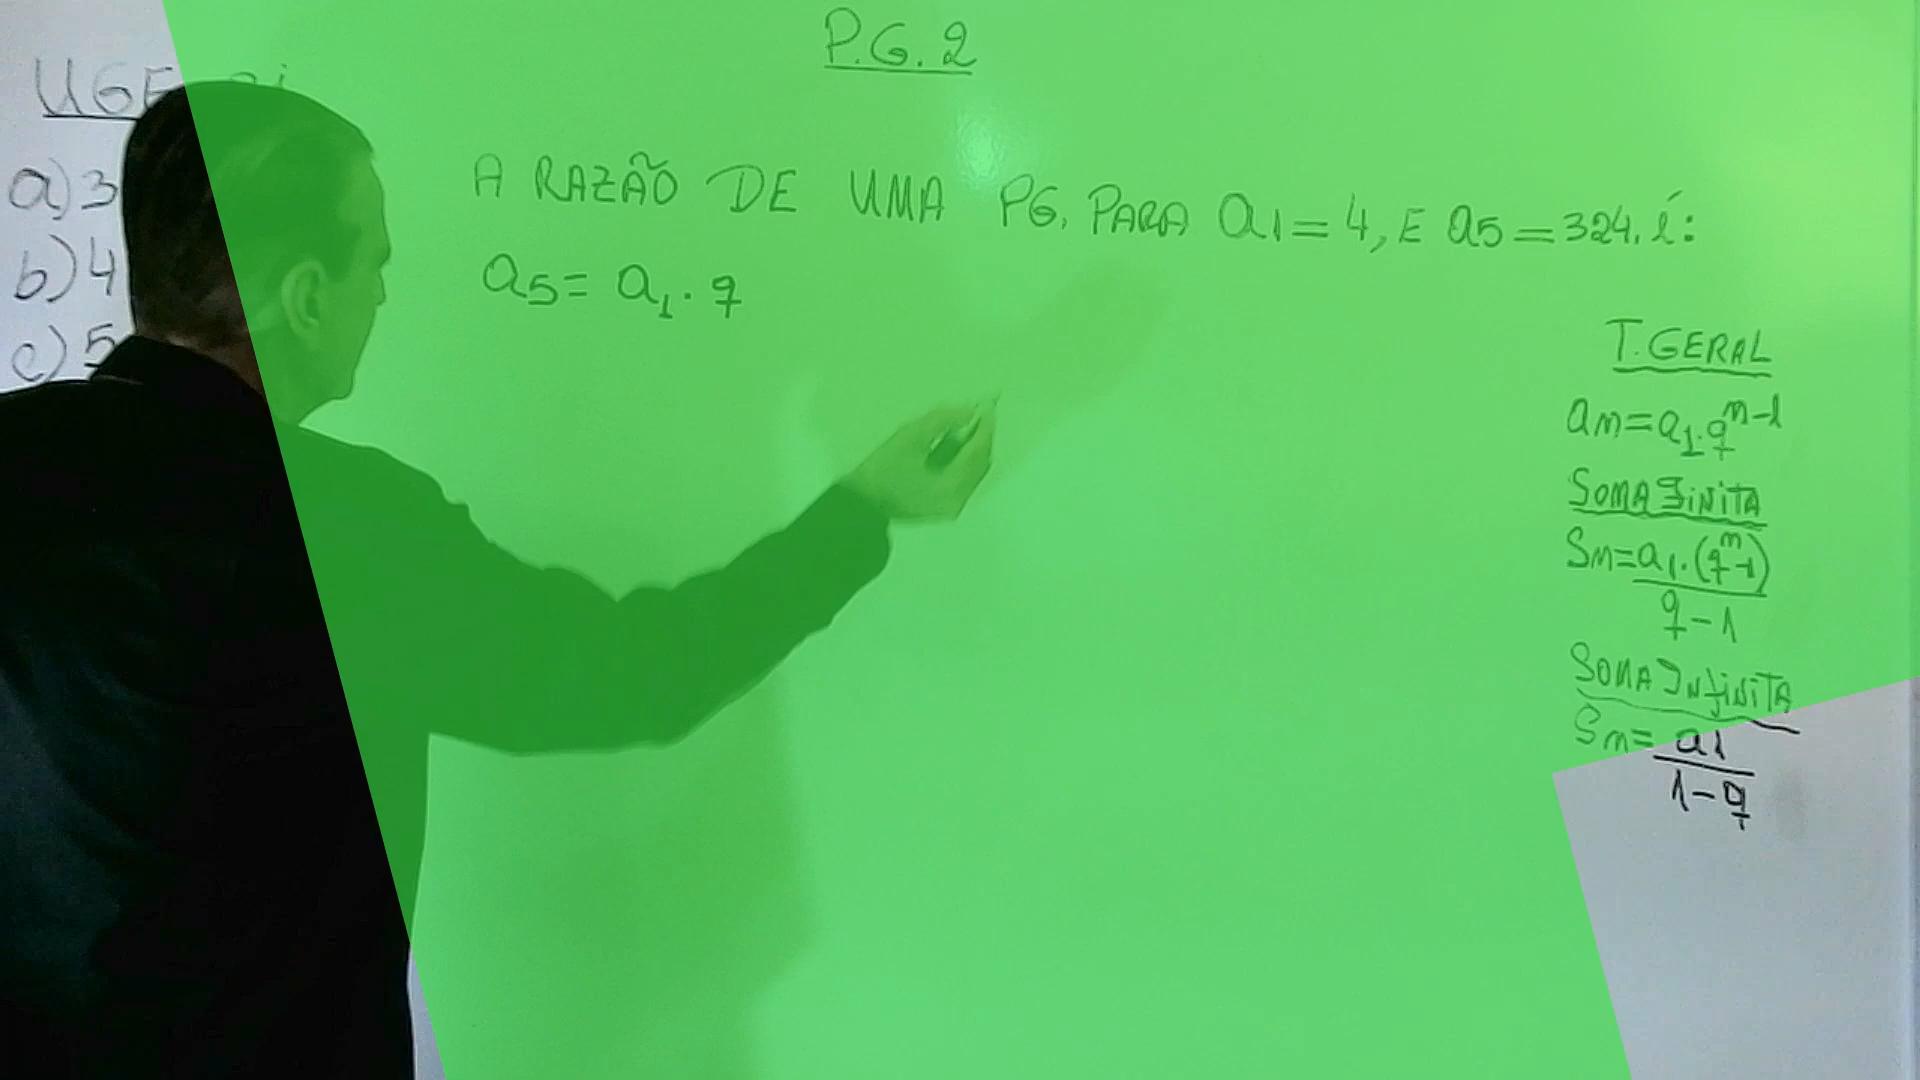 P.G. 2
A RAZÃO DE UMA PG, PARA a1 = 4, E a5 = 324. é:
a5 = a1 . q
a) 3
b) 4
c) 5
T. GERAL
an = a1 . q^n-1
SOMA FINITA
Sn = a1 . (q^n - 1)
q - 1
SOMA INFINITA
Sn = a1
1 - q